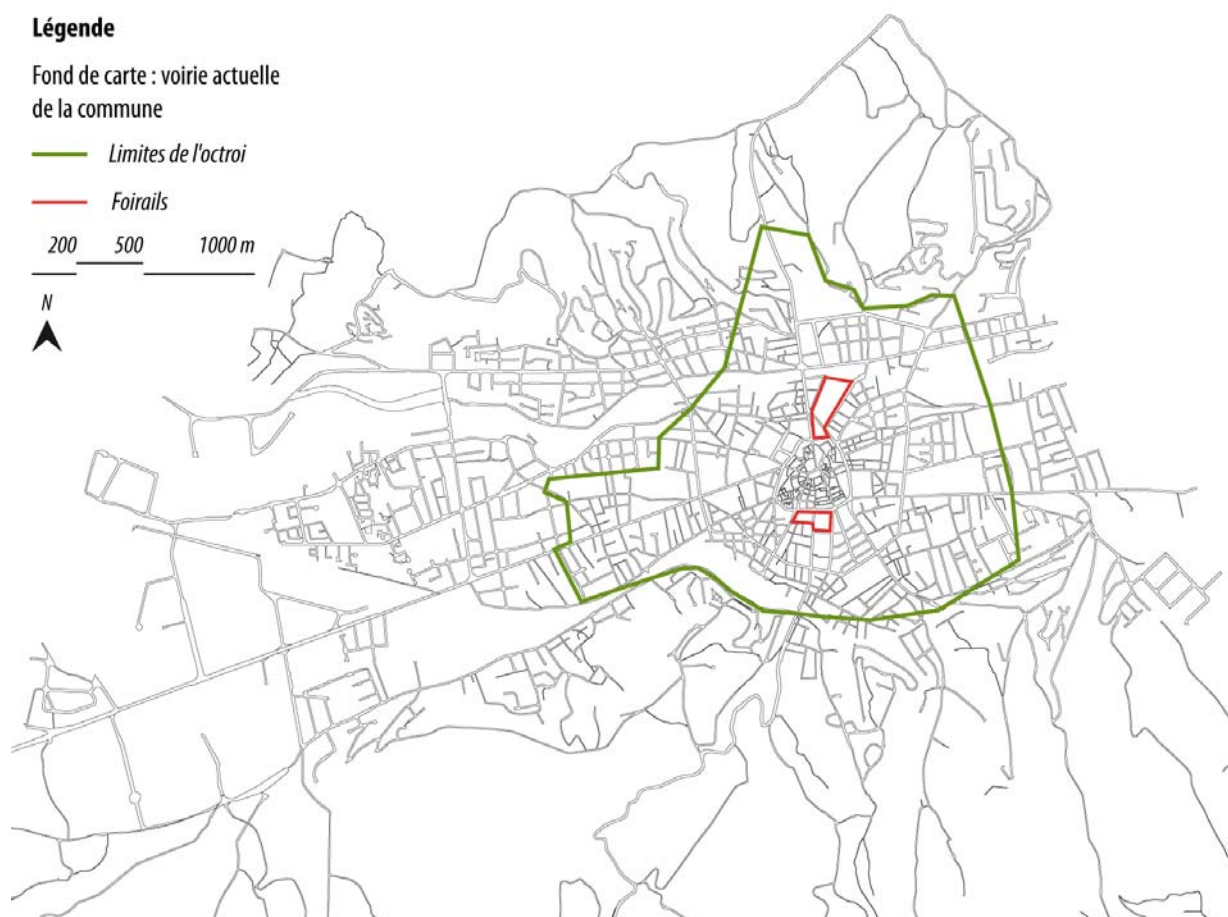 Légende
Fond de carte : voirie actuelle
de la commune
Limites de l'octroi
Foirails
200 500 1000 m
N